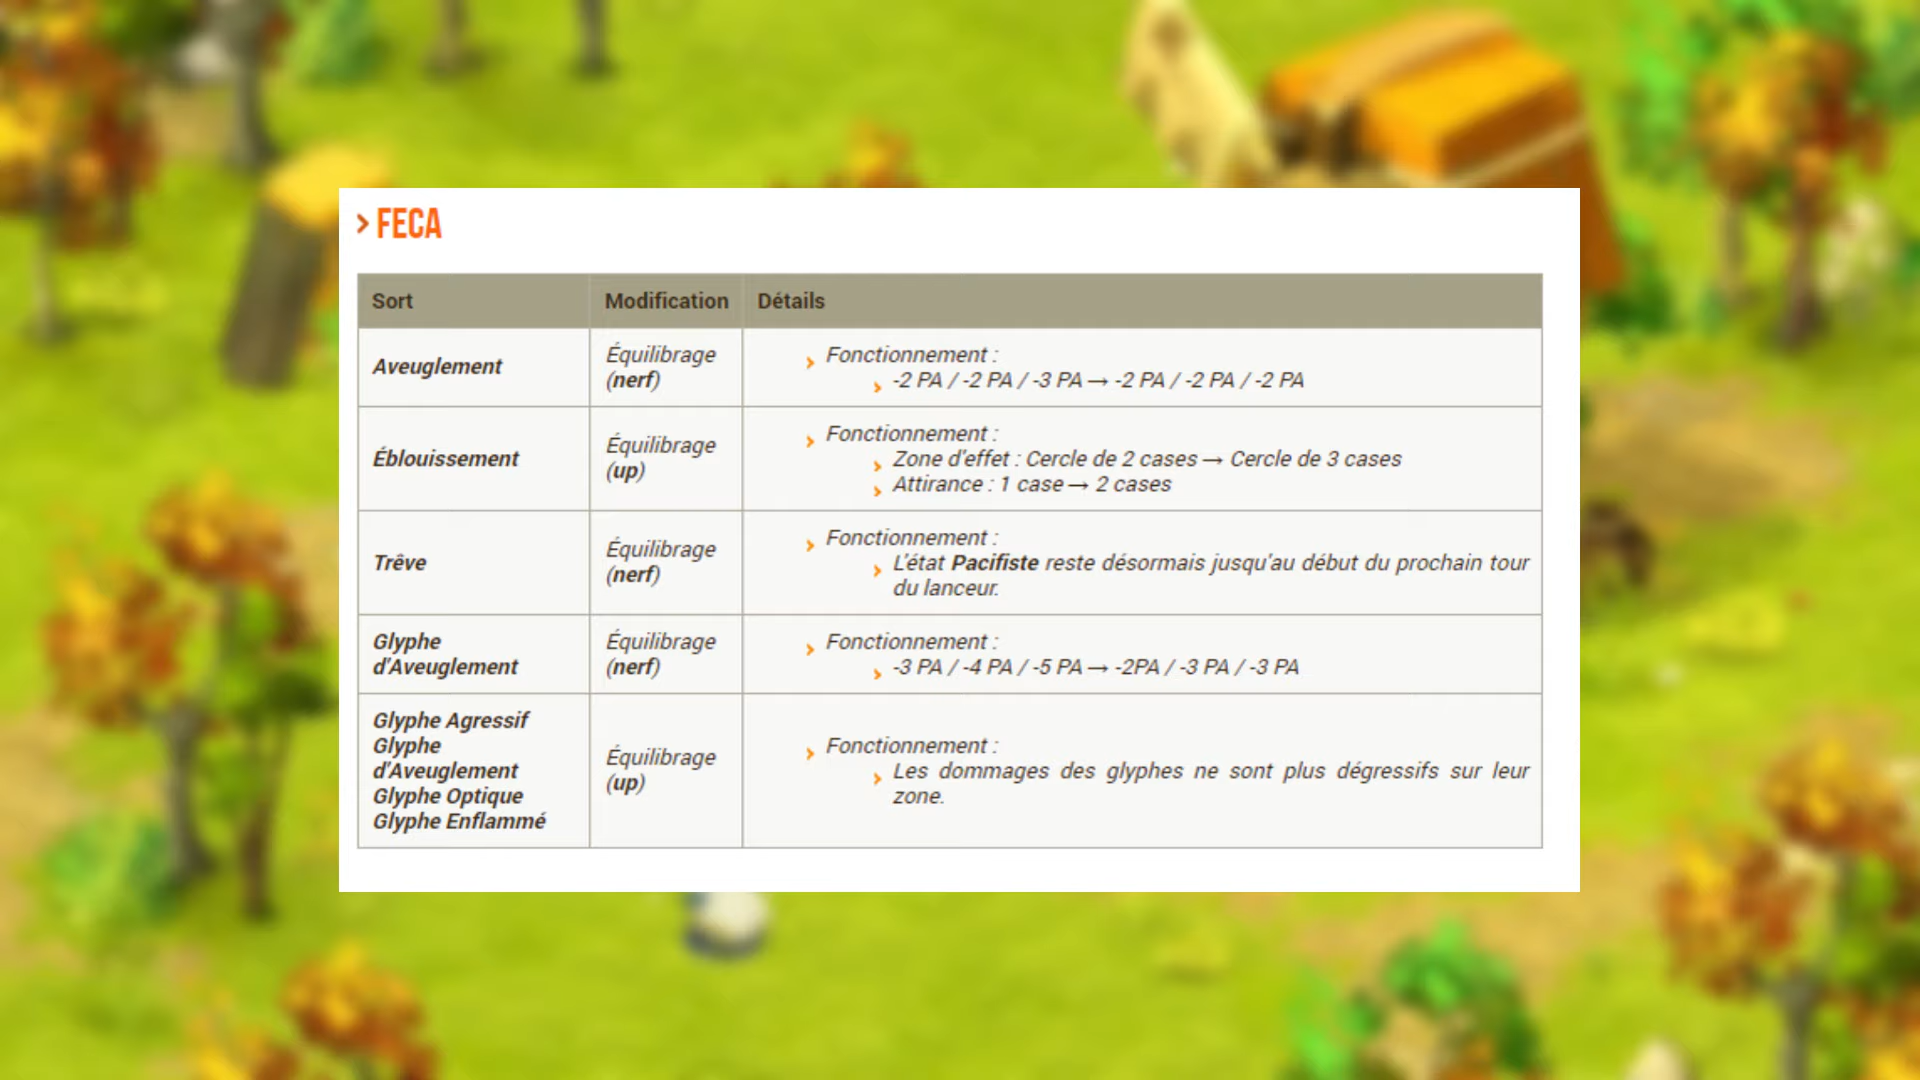 > FECA
Sort Modification Détails
Aveuglement
Équilibrage
(nerf)
Fonctionnement :
-2 PA / -2 PA / -3 PA → -2 PA / -2 PA / -2 PA
Éblouissement
Équilibrage
(up)
Fonctionnement :
Zone d'effet : Cercle de 2 cases → Cercle de 3 cases
Attirance : 1 case → 2 cases
Trêve
Équilibrage
(nerf)
Fonctionnement :
L'état Pacifiste reste désormais jusqu'au début du prochain tour
du lanceur.
Glyphe
d'Aveuglement
Équilibrage
(nerf)
Fonctionnement :
-3 PA / -4 PA / -5 PA → -2PA / -3 PA / -3 PA
Glyphe Agressif
Glyphe
d'Aveuglement
Glyphe Optique
Glyphe Enflammé
Équilibrage
(up)
Fonctionnement :
Les dommages des glyphes ne sont plus dégressifs sur leur
zone.